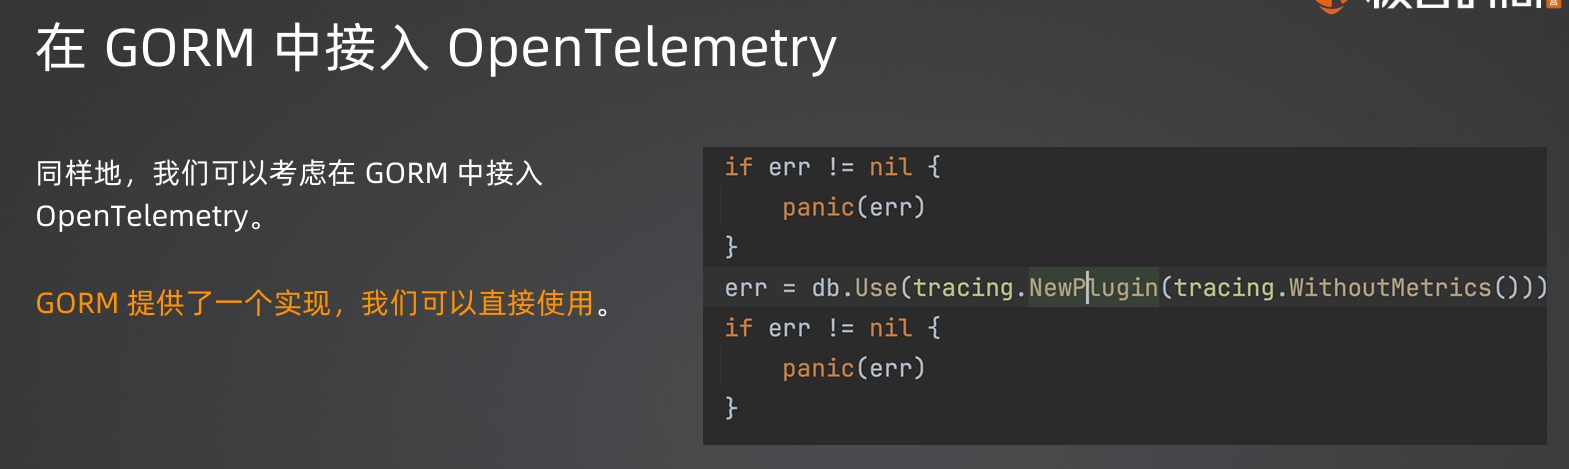 在 GORM 中接入 OpenTelemetry
同样地，我们可以考虑在 GORM 中接入
OpenTelemetry。
GORM 提供了一个实现，我们可以直接使用。
if err != nil {
    panic(err)
}
err = db.Use(tracing.NewPlugin(tracing.WithoutMetrics()))
if err != nil {
    panic(err)
}